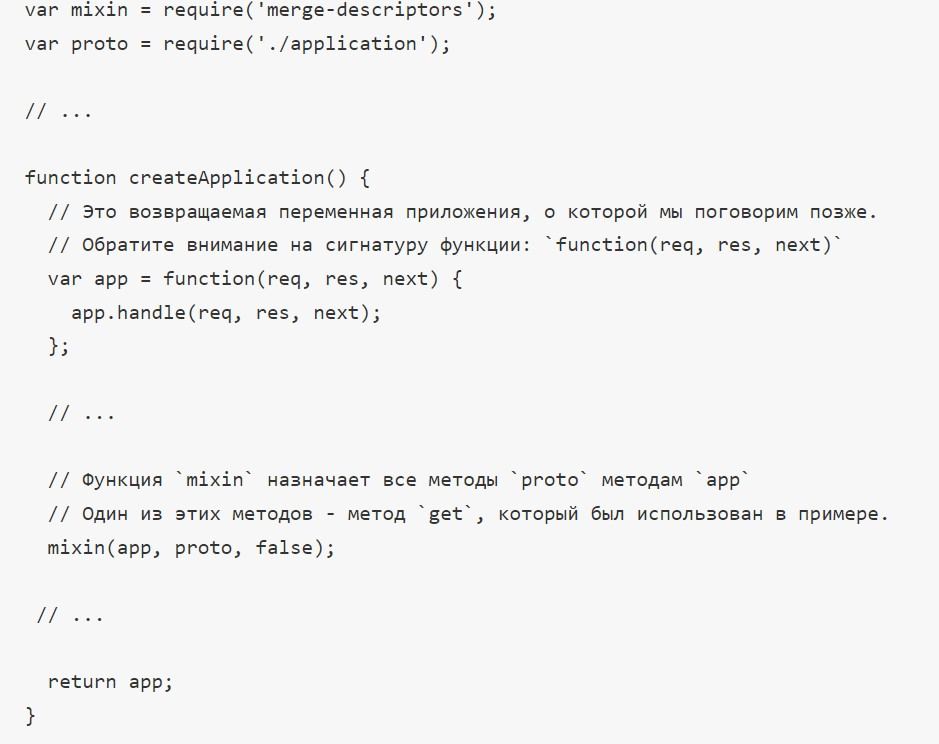 var mixin = require('merge-descriptors');
var proto = require('./application');
// ...
function createApplication() {
// Это возвращаемая переменная приложения, о которой мы поговорим позже.
// Обратите внимание на сигнатуру функции: `function(req, res, next)`
var app = function(req, res, next) {
app.handle(req, res, next);
};
// ...
// Функция `mixin` назначает все методы `proto` методам `app`
// Один из этих методов - метод `get`, который был использован в примере.
mixin(app, proto, false);
// ...
return app;
}